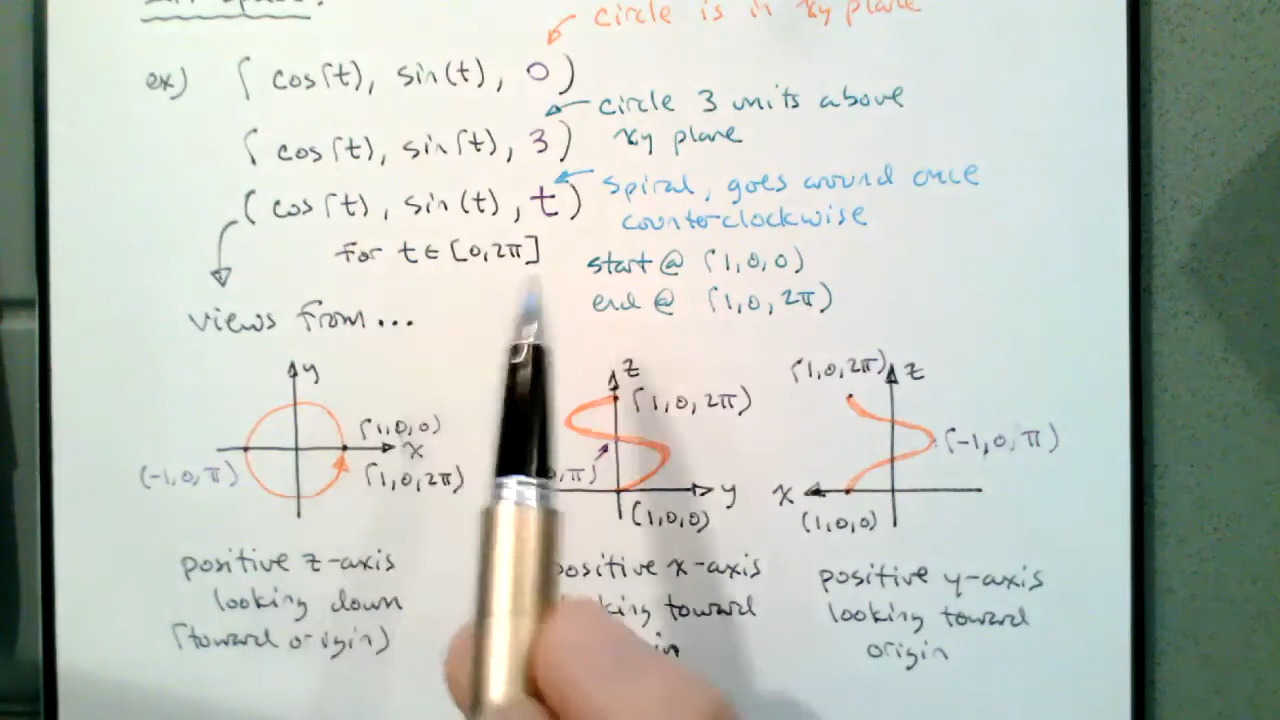 circle is in xy plane
ex) (cos(t), sin(t), 0)
circle 3 units above
xy plane
(cos(t), sin(t), 3)
(cos(t), sin(t), t)
spiral, goes around once
counterclockwise
for t ∈ [0,2π]
start @ (1,0,0)
end @ (1,0,2π)
views from...
y
(1,0,0)
x
(-1,0,π)
(1,0,2π)
z
(1,0,2π)
,π)
y
(1,0,0)
(1,0,2π)
z
(-1,0,π)
x
(1,0,0)
positive z-axis
looking down
(toward origin)
positive x-axis
toward
positive y-axis
looking toward
origin